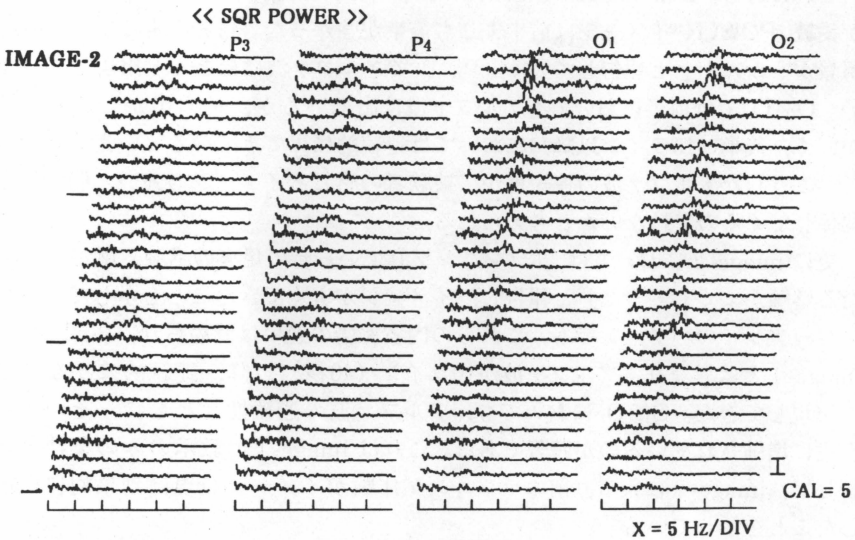 << SQR POWER >>
IMAGE-2
P3
P4
O1
O2
CAL= 5
X = 5 Hz/DIV